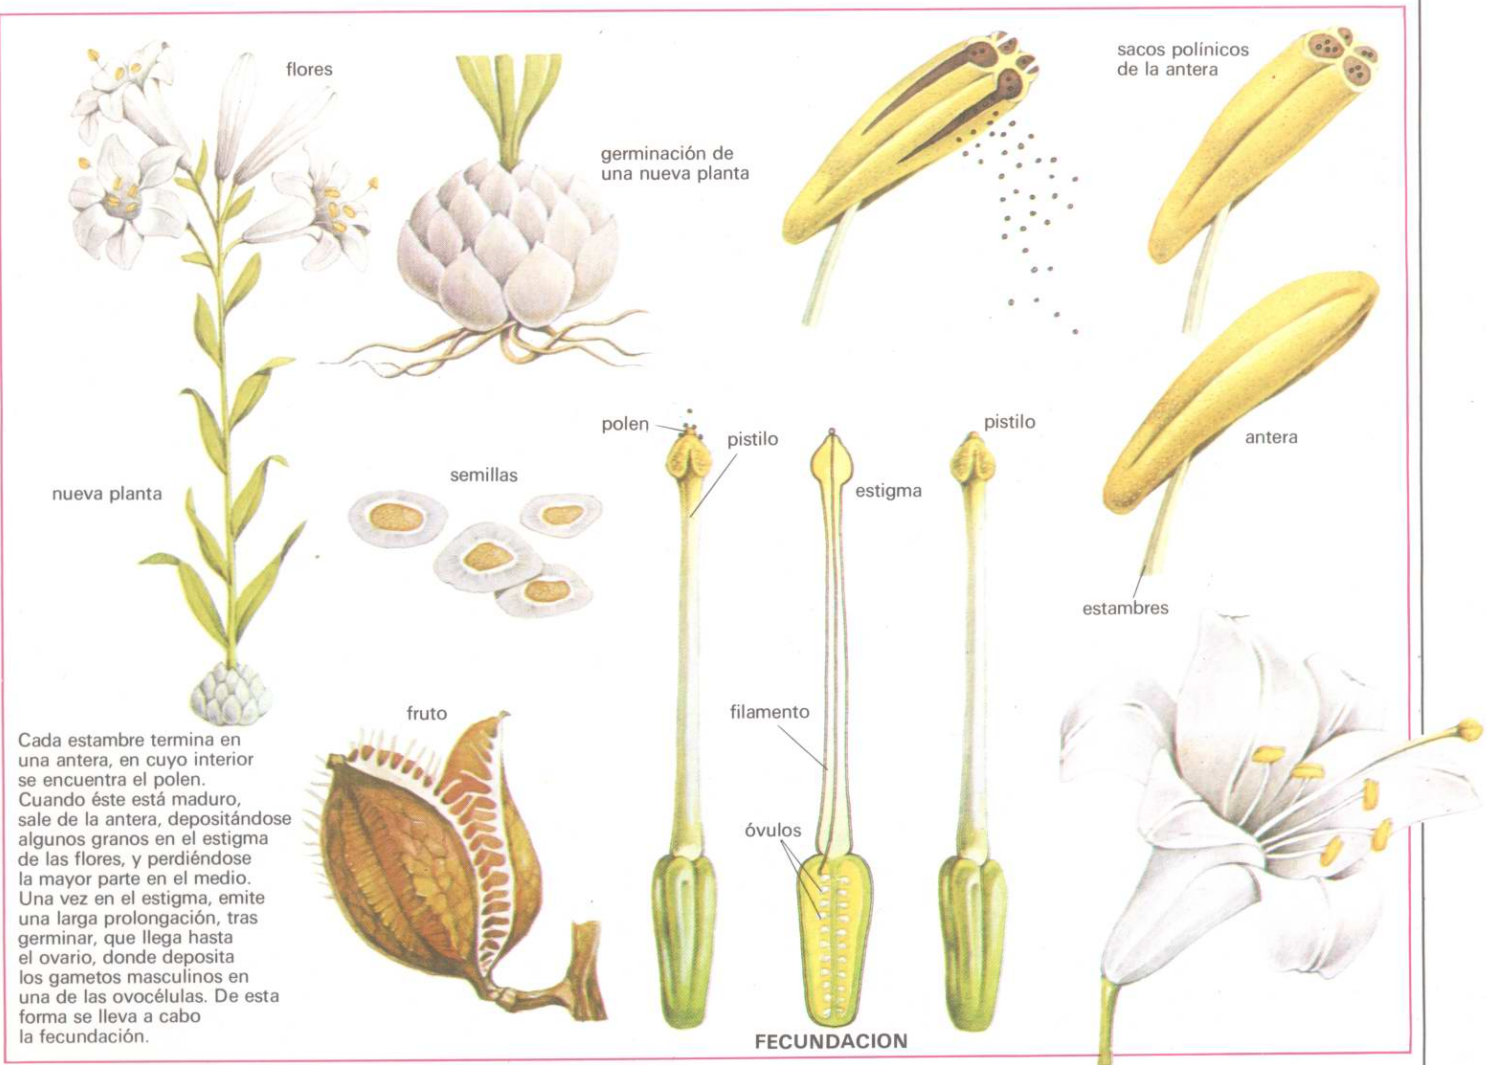 flores
germinación de
una nueva planta
sacos polínicos
de la antera
polen
pistilo
pistilo
antera
semillas
estigma
nueva planta
estambres
fruto
filamento
óvulos
Cada estambre termina en
una antera, en cuyo interior
se encuentra el polen.
Cuando éste está maduro,
sale de la antera, depositándose
algunos granos en el estigma
de las flores, y perdiéndose
la mayor parte en el medio.
Una vez en el estigma, emite
una larga prolongación, tras
germinar, que llega hasta
el ovario, donde deposita
los gametos masculinos en
una de las ovocélulas. De esta
forma se lleva a cabo
la fecundación.
FECUNDACION